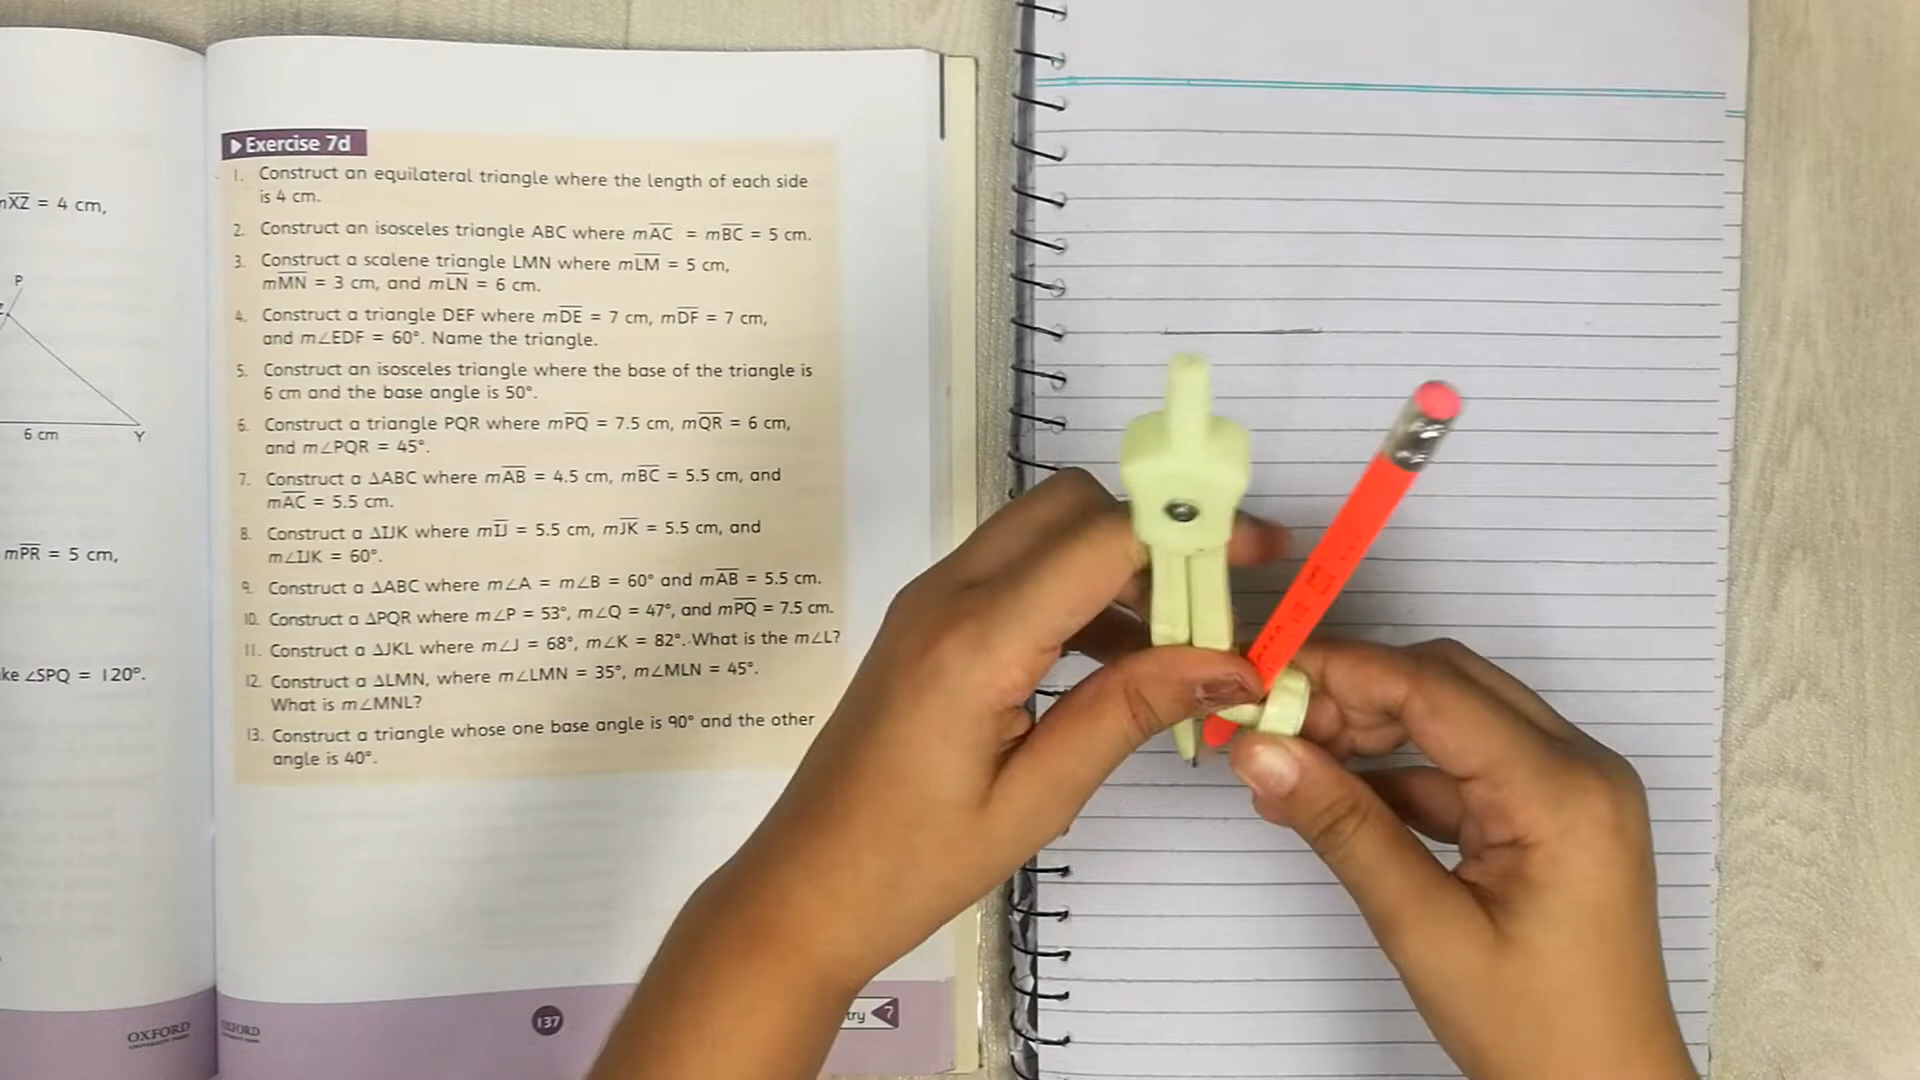 XZ = 4 cm,
P
6 cm
Y
mPR = 5 cm,
∠SPQ = 120°.
OXFORD
Exercise 7d
1. Construct an equilateral triangle where the length of each side
is 4 cm.
2. Construct an isosceles triangle ABC where mAC = mBC = 5 cm.
3. Construct a scalene triangle LMN where mLM = 5 cm,
mMN = 3 cm, and mLN = 6 cm.
4. Construct a triangle DEF where mDE = 7 cm, mDF = 7 cm,
and m∠EDF = 60°. Name the triangle.
5. Construct an isosceles triangle where the base of the triangle is
6 cm and the base angle is 50°.
6. Construct a triangle PQR where mPQ = 7.5 cm, mQR = 6 cm,
and m∠PQR = 45°.
7. Construct a ΔABC where mAB = 4.5 cm, mBC = 5.5 cm, and
mAC = 5.5 cm.
8. Construct a ΔIJK where mIJ = 5.5 cm, mJK = 5.5 cm, and
m∠IJK = 60°.
9. Construct a ΔABC where m∠A = m∠B = 60° and mAB = 5.5 cm.
10. Construct a ΔPQR where m∠P = 53°, m∠Q = 47°, and mPQ = 7.5 cm.
11. Construct a ΔJKL where m∠J = 68°, m∠K = 82°. What is the m∠L?
12. Construct a ΔLMN, where m∠LMN = 35°, m∠MLN = 45°.
What is m∠MNL?
13. Construct a triangle whose one base angle is 90° and the other
angle is 40°.
OXFORD
137
7